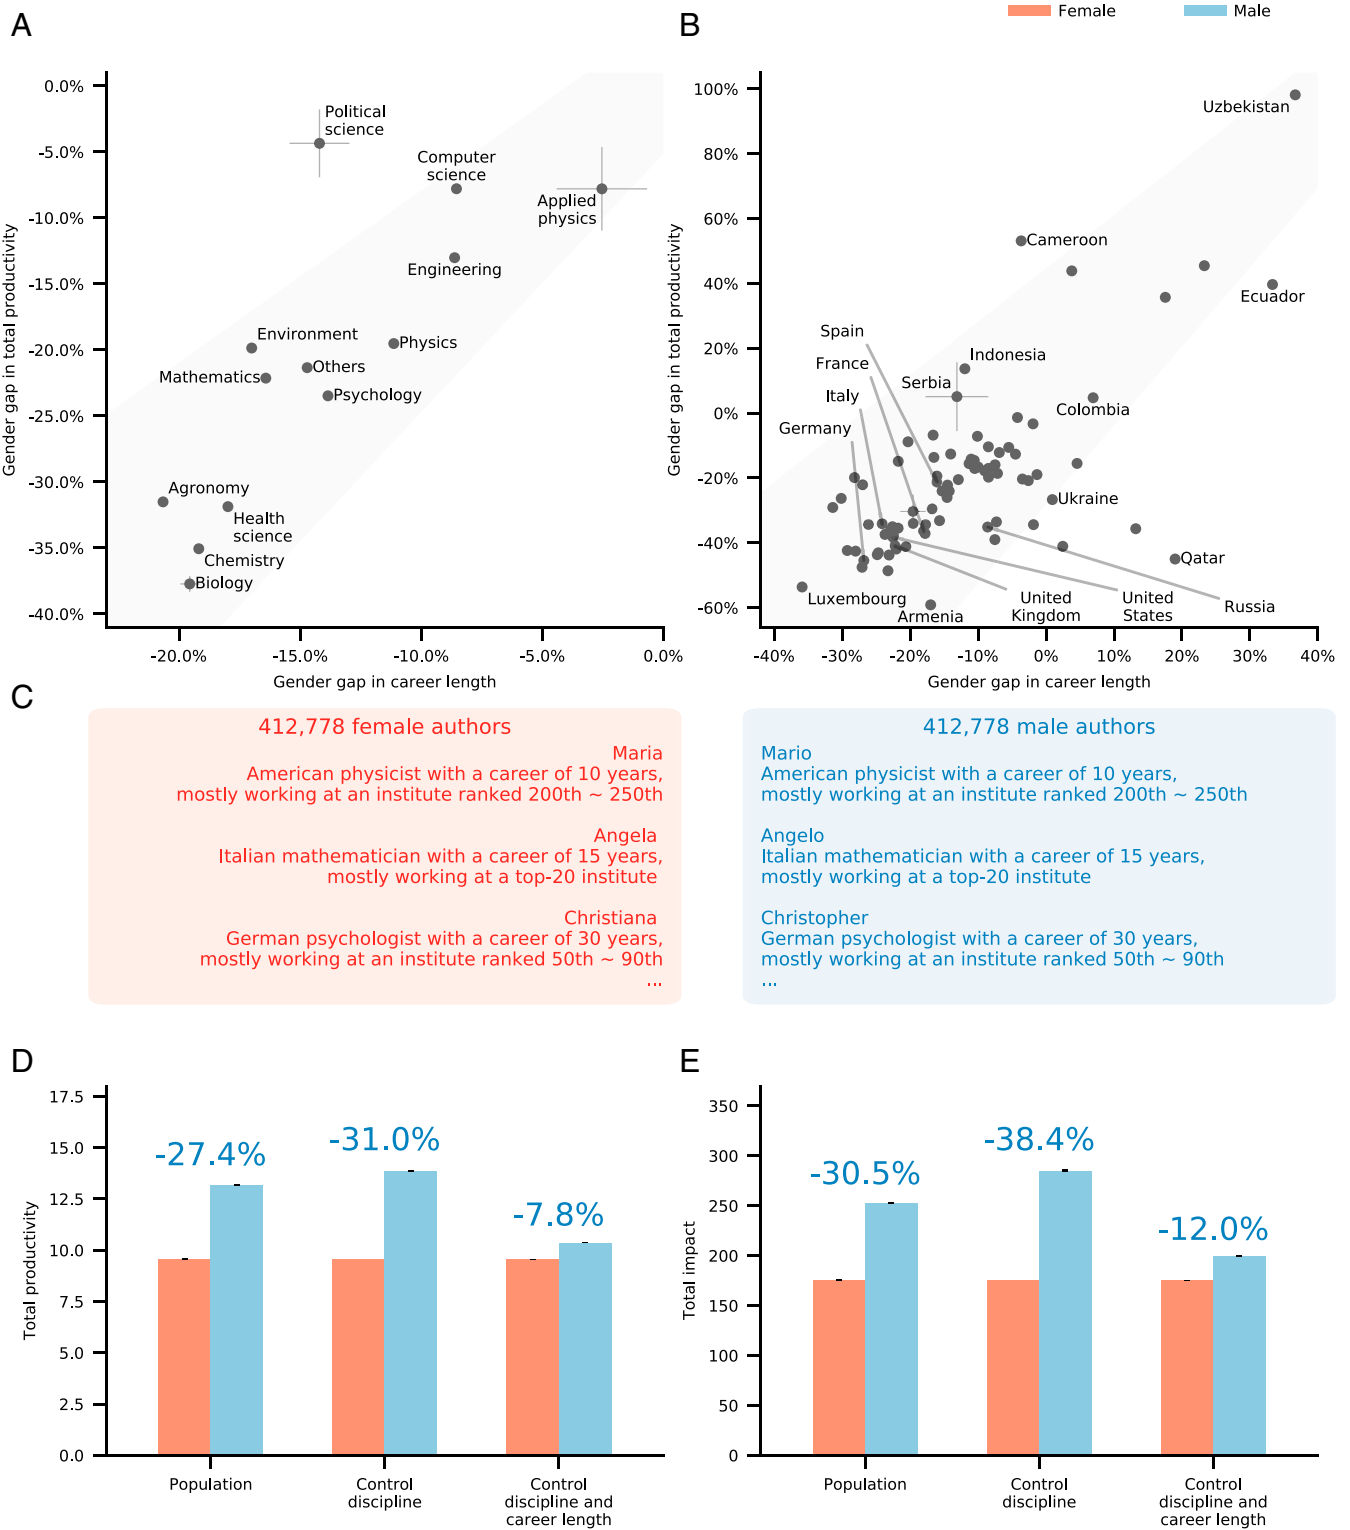 A
B
Female
Male
0.0%
-5.0%
-10.0%
-15.0%
-20.0%
-25.0%
-30.0%
-35.0%
-40.0%
Gender gap in total productivity
Political
science
Computer
science
Applied
physics
Engineering
Environment
Physics
Mathematics
Others
Psychology
Agronomy
Health
science
Chemistry
Biology
-20.0%
-15.0%
-10.0%
-5.0%
0.0%
Gender gap in career length
100%
80%
60%
40%
20%
0%
-20%
-40%
-60%
Gender gap in total productivity
Uzbekistan
Cameroon
Ecuador
Spain
Indonesia
France
Serbia
Italy
Colombia
Germany
Ukraine
Qatar
Luxembourg
Armenia
United
Kingdom
United
States
Russia
-40%
-30%
-20%
-10%
0%
10%
20%
30%
40%
Gender gap in career length
C
412,778 female authors
Maria
American physicist with a career of 10 years,
mostly working at an institute ranked 200th ~ 250th
Angela
Italian mathematician with a career of 15 years,
mostly working at a top-20 institute
Christiana
German psychologist with a career of 30 years,
mostly working at an institute ranked 50th ~ 90th
...
412,778 male authors
Mario
American physicist with a career of 10 years,
mostly working at an institute ranked 200th ~ 250th
Angelo
Italian mathematician with a career of 15 years,
mostly working at a top-20 institute
Christopher
German psychologist with a career of 30 years,
mostly working at an institute ranked 50th ~ 90th
...
D
17.5
15.0
12.5
10.0
7.5
5.0
2.5
0.0
Total productivity
-27.4%
-31.0%
-7.8%
Population
Control
discipline
Control
discipline and
career length
E
350
300
250
200
150
100
50
0
Total impact
-30.5%
-38.4%
-12.0%
Population
Control
discipline
Control
discipline and
career length